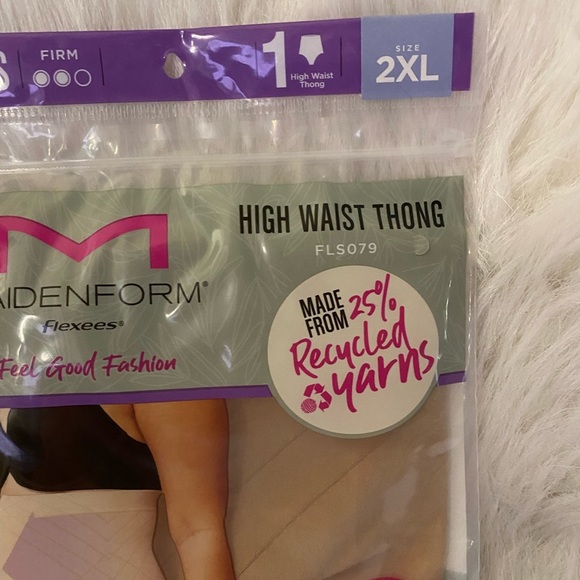 FIRM
1
High Waist
Thong
SIZE
2XL
HIGH WAIST THONG
FLS079
AIDENFORM®
flexees®
Feel Good Fashion
MADE
FROM 25%
Recycled
yarns